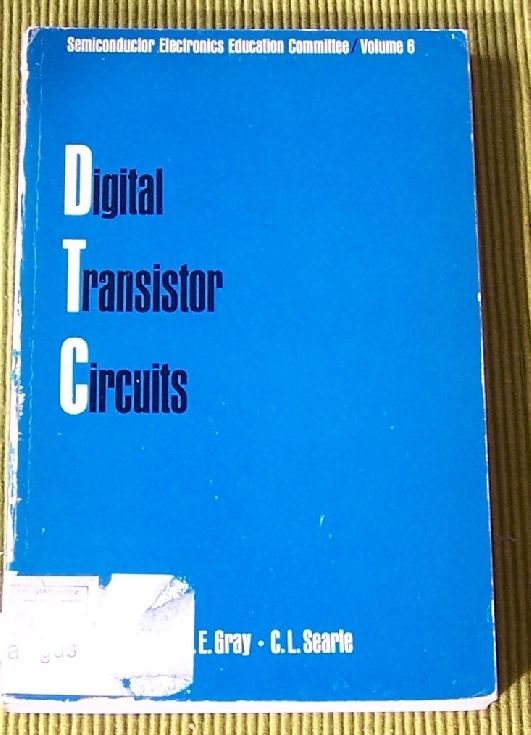 Semiconductor Electronics Education Committee / Volume 6
Digital
Transistor
Circuits
.E. Gray · C. L. Searle